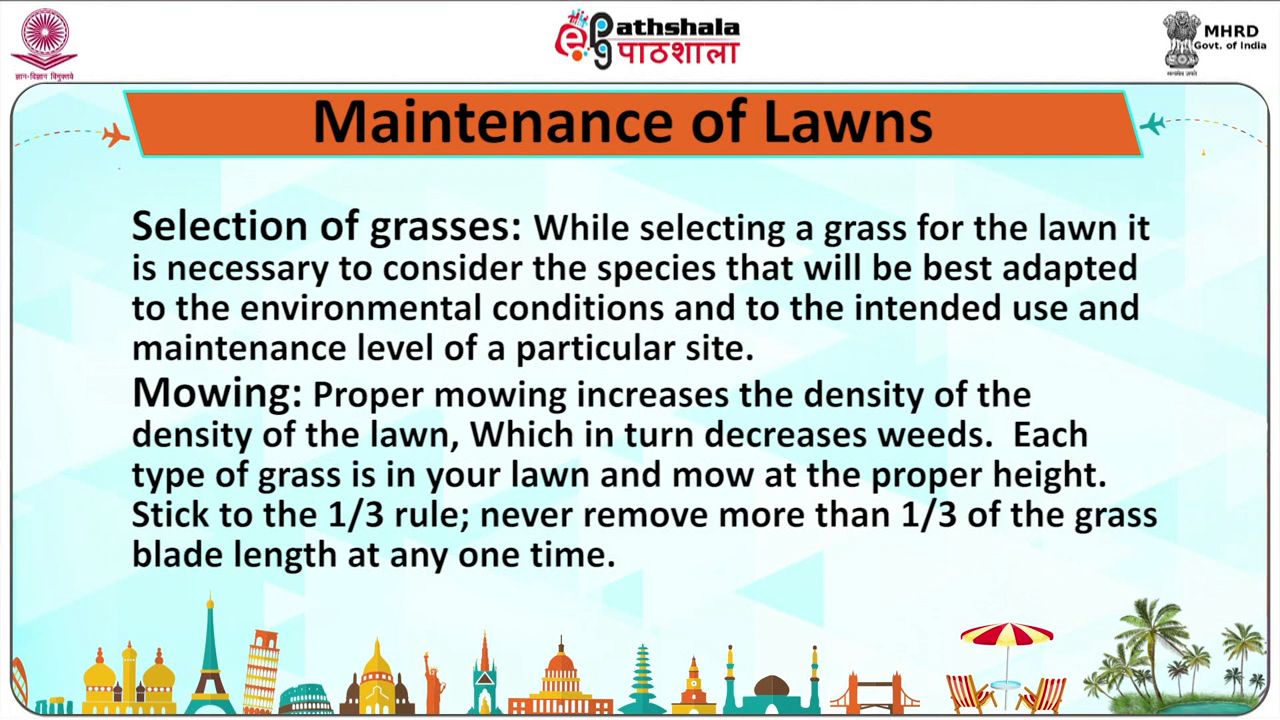 ePathshala
पाठशाला
MHRD
Govt. of India
ज्ञान-विज्ञान विमुक्तये
सत्यमेव जयते
Maintenance of Lawns
Selection of grasses: While selecting a grass for the lawn it
is necessary to consider the species that will be best adapted
to the environmental conditions and to the intended use and
maintenance level of a particular site.
Mowing: Proper mowing increases the density of the
density of the lawn, Which in turn decreases weeds.  Each
type of grass is in your lawn and mow at the proper height.
Stick to the 1/3 rule; never remove more than 1/3 of the grass
blade length at any one time.